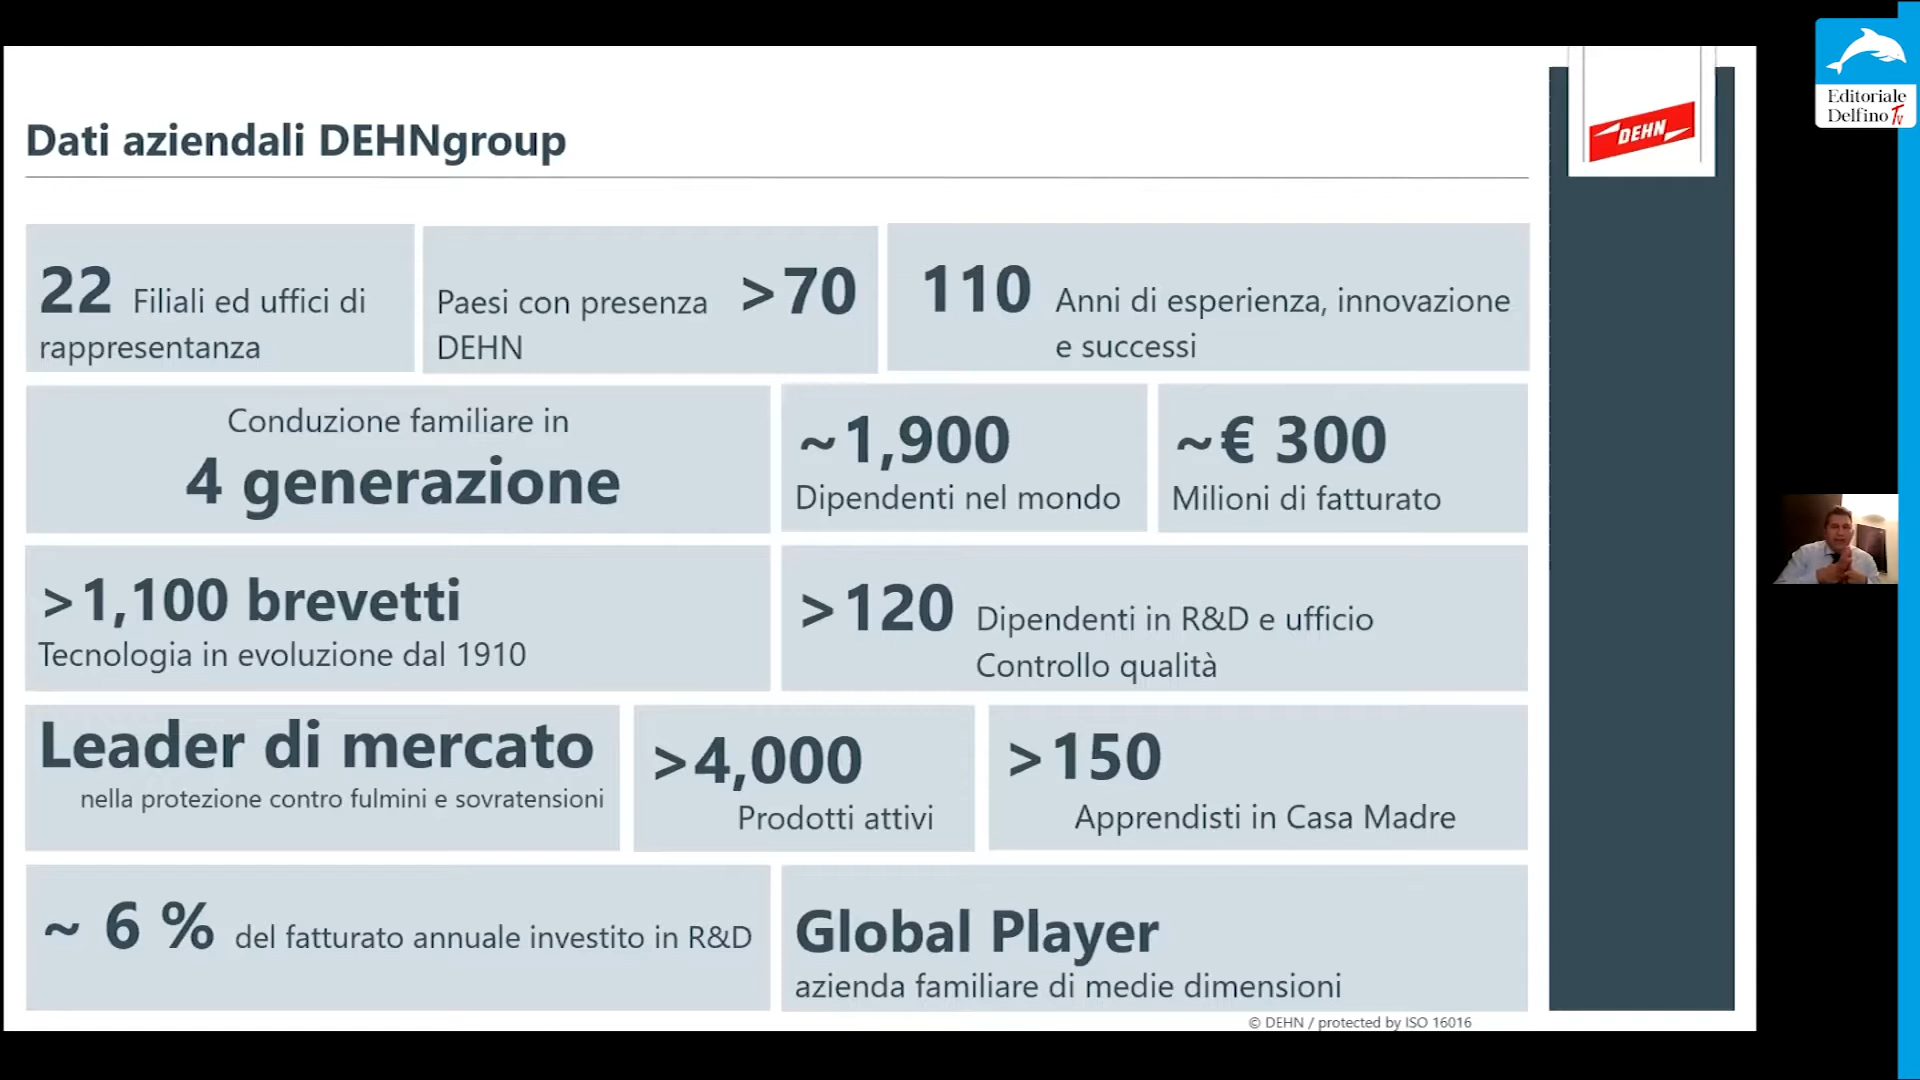 Dati aziendali DEHNgroup
DEHN
Editoriale
Delfino Tv
22 Filiali ed uffici di
rappresentanza
Paesi con presenza >70
DEHN
110 Anni di esperienza, innovazione
e successi
Conduzione familiare in
4 generazione
~1,900
Dipendenti nel mondo
~€ 300
Milioni di fatturato
>1,100 brevetti
Tecnologia in evoluzione dal 1910
>120 Dipendenti in R&D e ufficio
Controllo qualità
Leader di mercato
nella protezione contro fulmini e sovratensioni
>4,000
Prodotti attivi
>150
Apprendisti in Casa Madre
~ 6 % del fatturato annuale investito in R&D
Global Player
azienda familiare di medie dimensioni
© DEHN / protected by ISO 16016